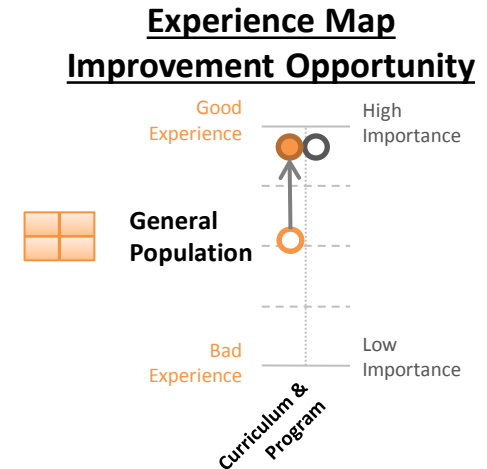 Experience Map
Improvement Opportunity
Good
Experience
High
Importance
General
Population
Bad
Experience
Low
Importance
Curriculum &
Program